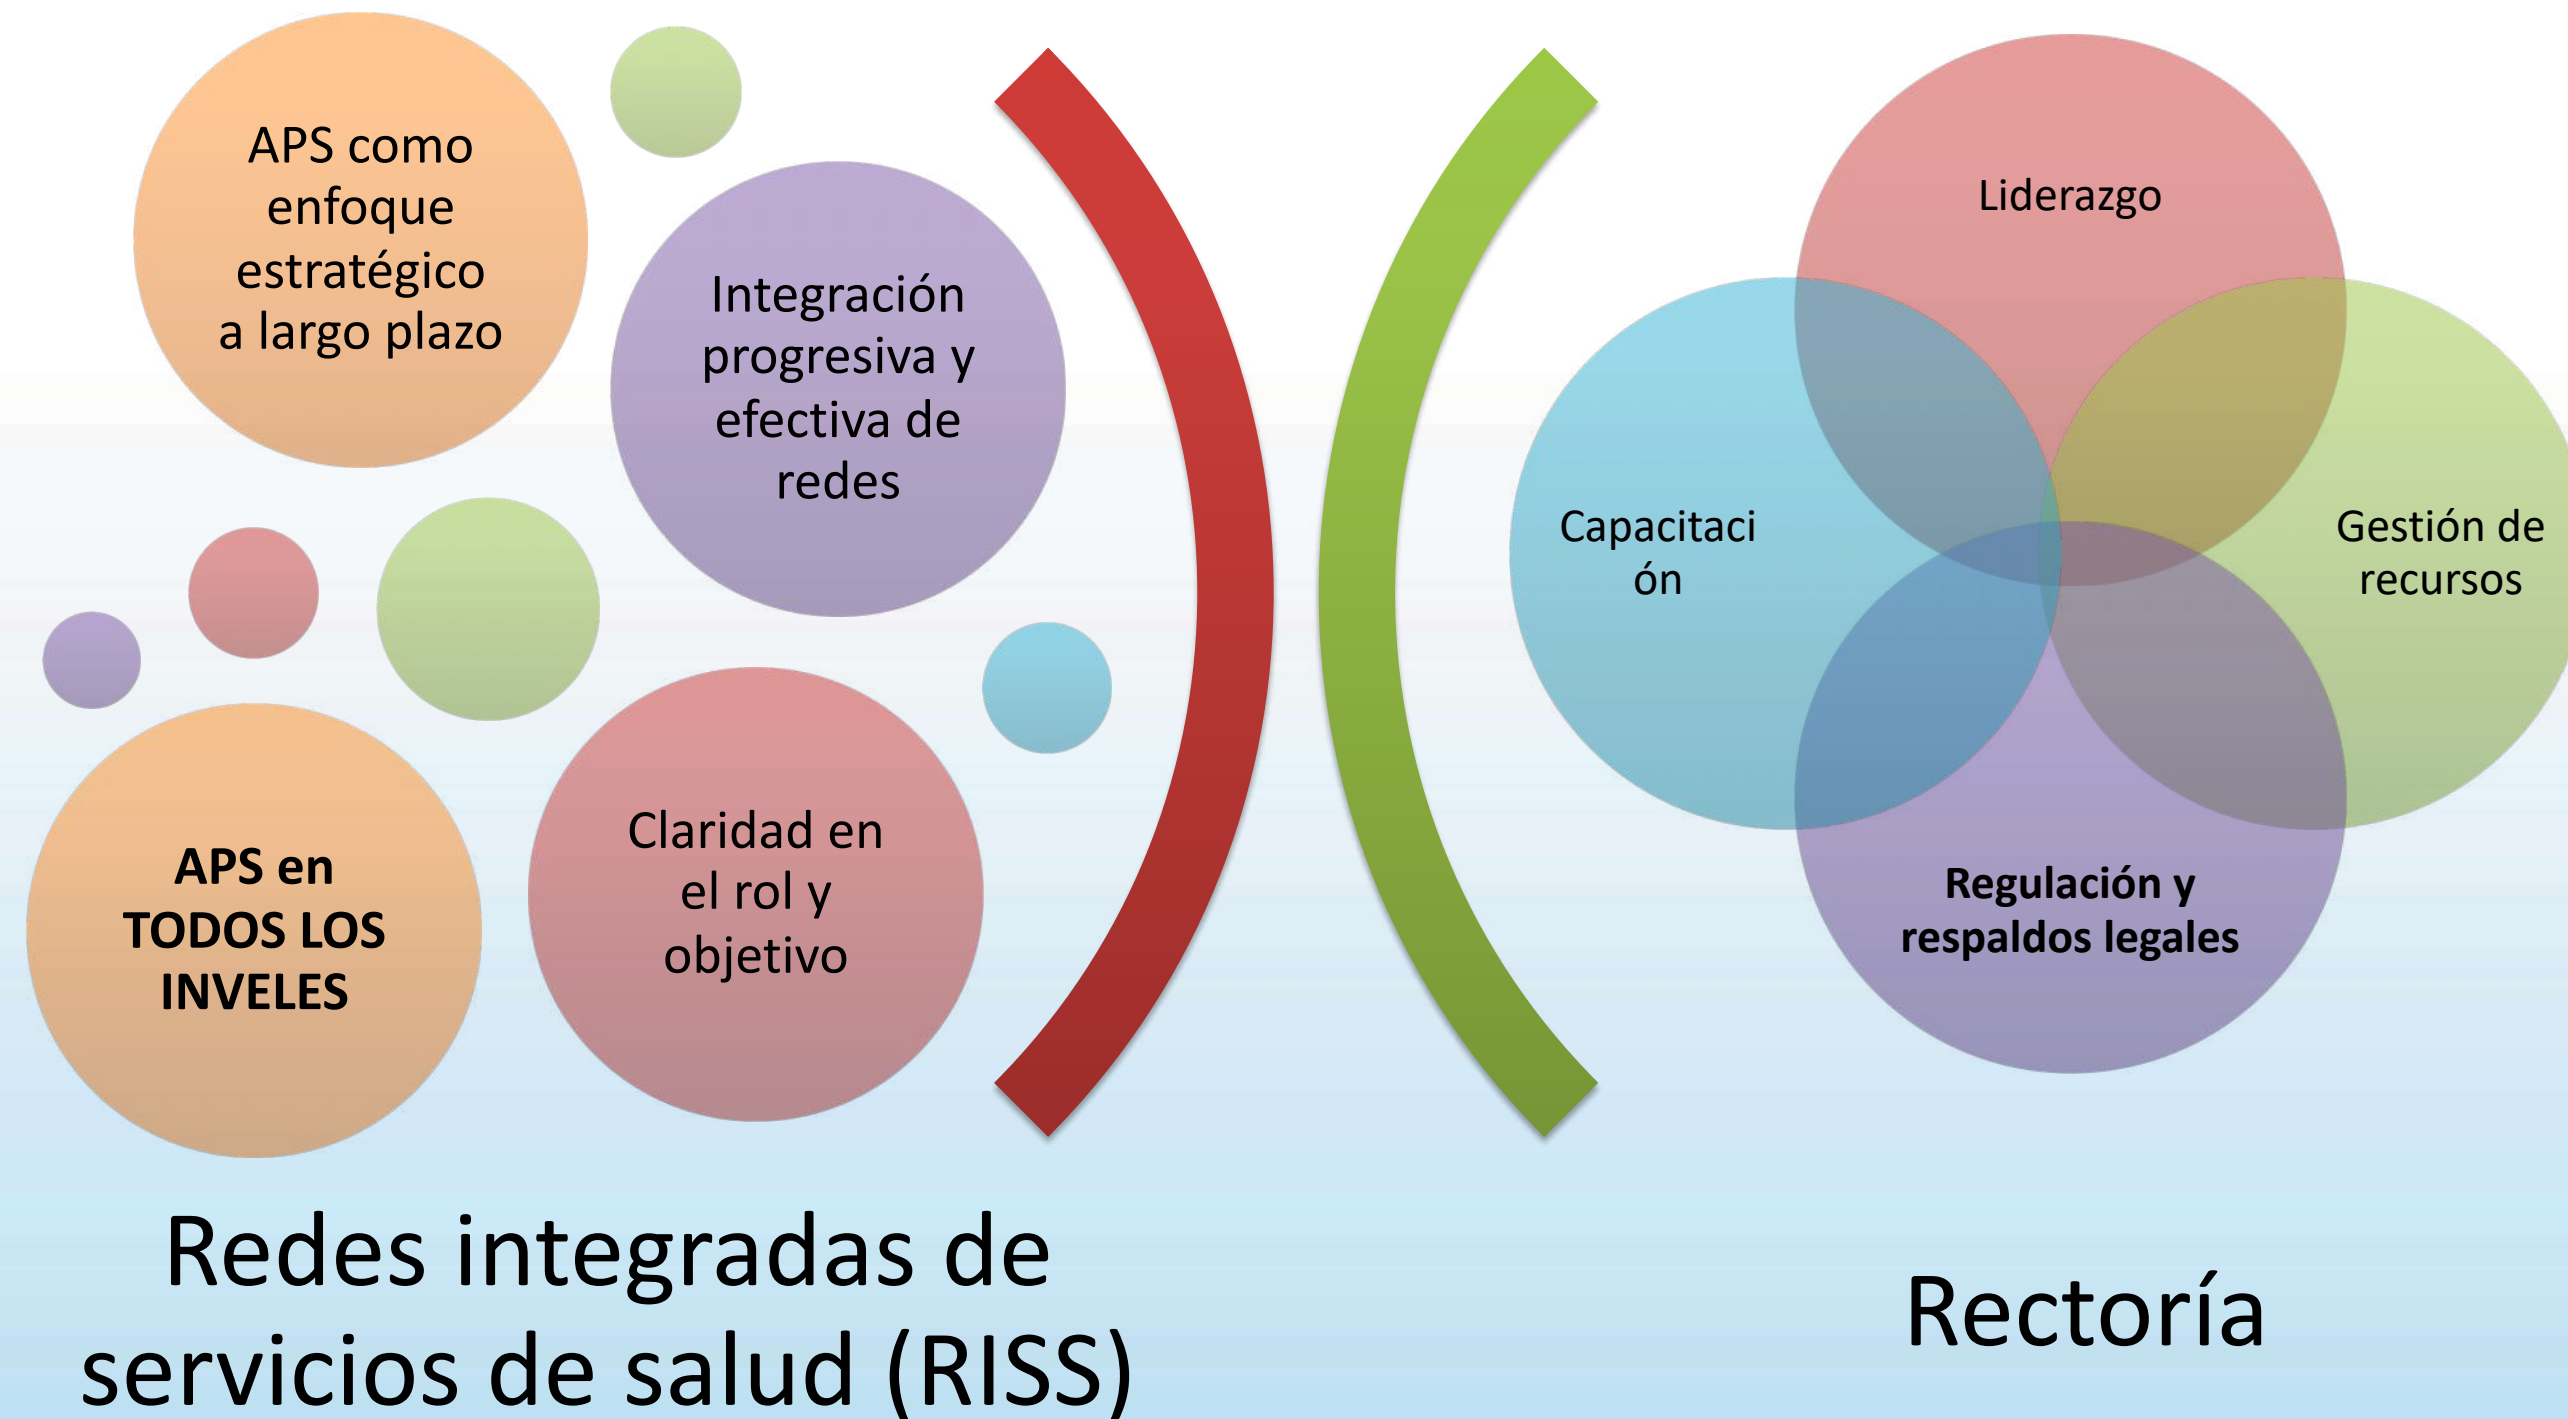 APS como
enfoque
estratégico
a largo plazo
Integración
progresiva y
efectiva de
redes
APS en
TODOS LOS
INVELES
Claridad en
el rol y
objetivo
Redes integradas de
servicios de salud (RISS)
Liderazgo
Capacitaci
ón
Gestión de
recursos
Regulación y
respaldos legales
Rectoría